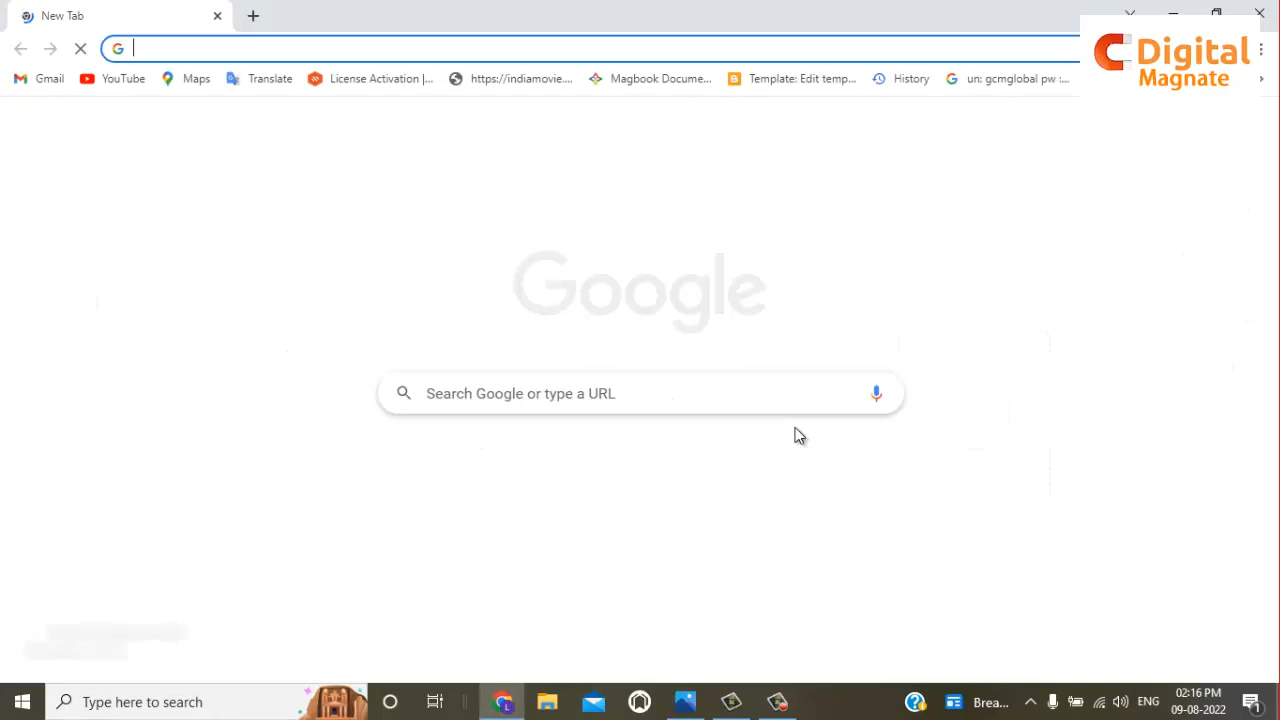 New Tab
Digital
Magnate
Gmail
YouTube
Maps
Translate
License Activation |...
https://indiamovie....
Magbook Docume...
Template: Edit temp...
History
un: gcmglobal pw :...
Google
Search Google or type a URL
Type here to search
Brea...
ENG
02:16 PM
09-08-2022
1